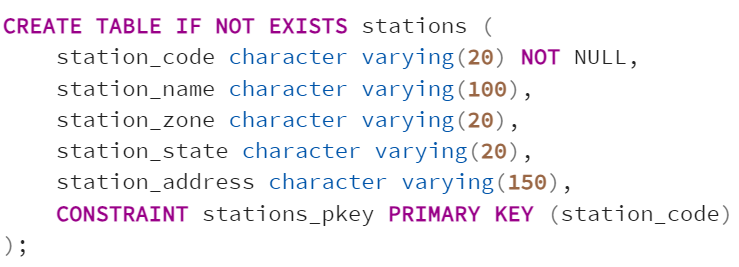 CREATE TABLE IF NOT EXISTS stations (
    station_code character varying(20) NOT NULL,
    station_name character varying(100),
    station_zone character varying(20),
    station_state character varying(20),
    station_address character varying(150),
    CONSTRAINT stations_pkey PRIMARY KEY (station_code)
);